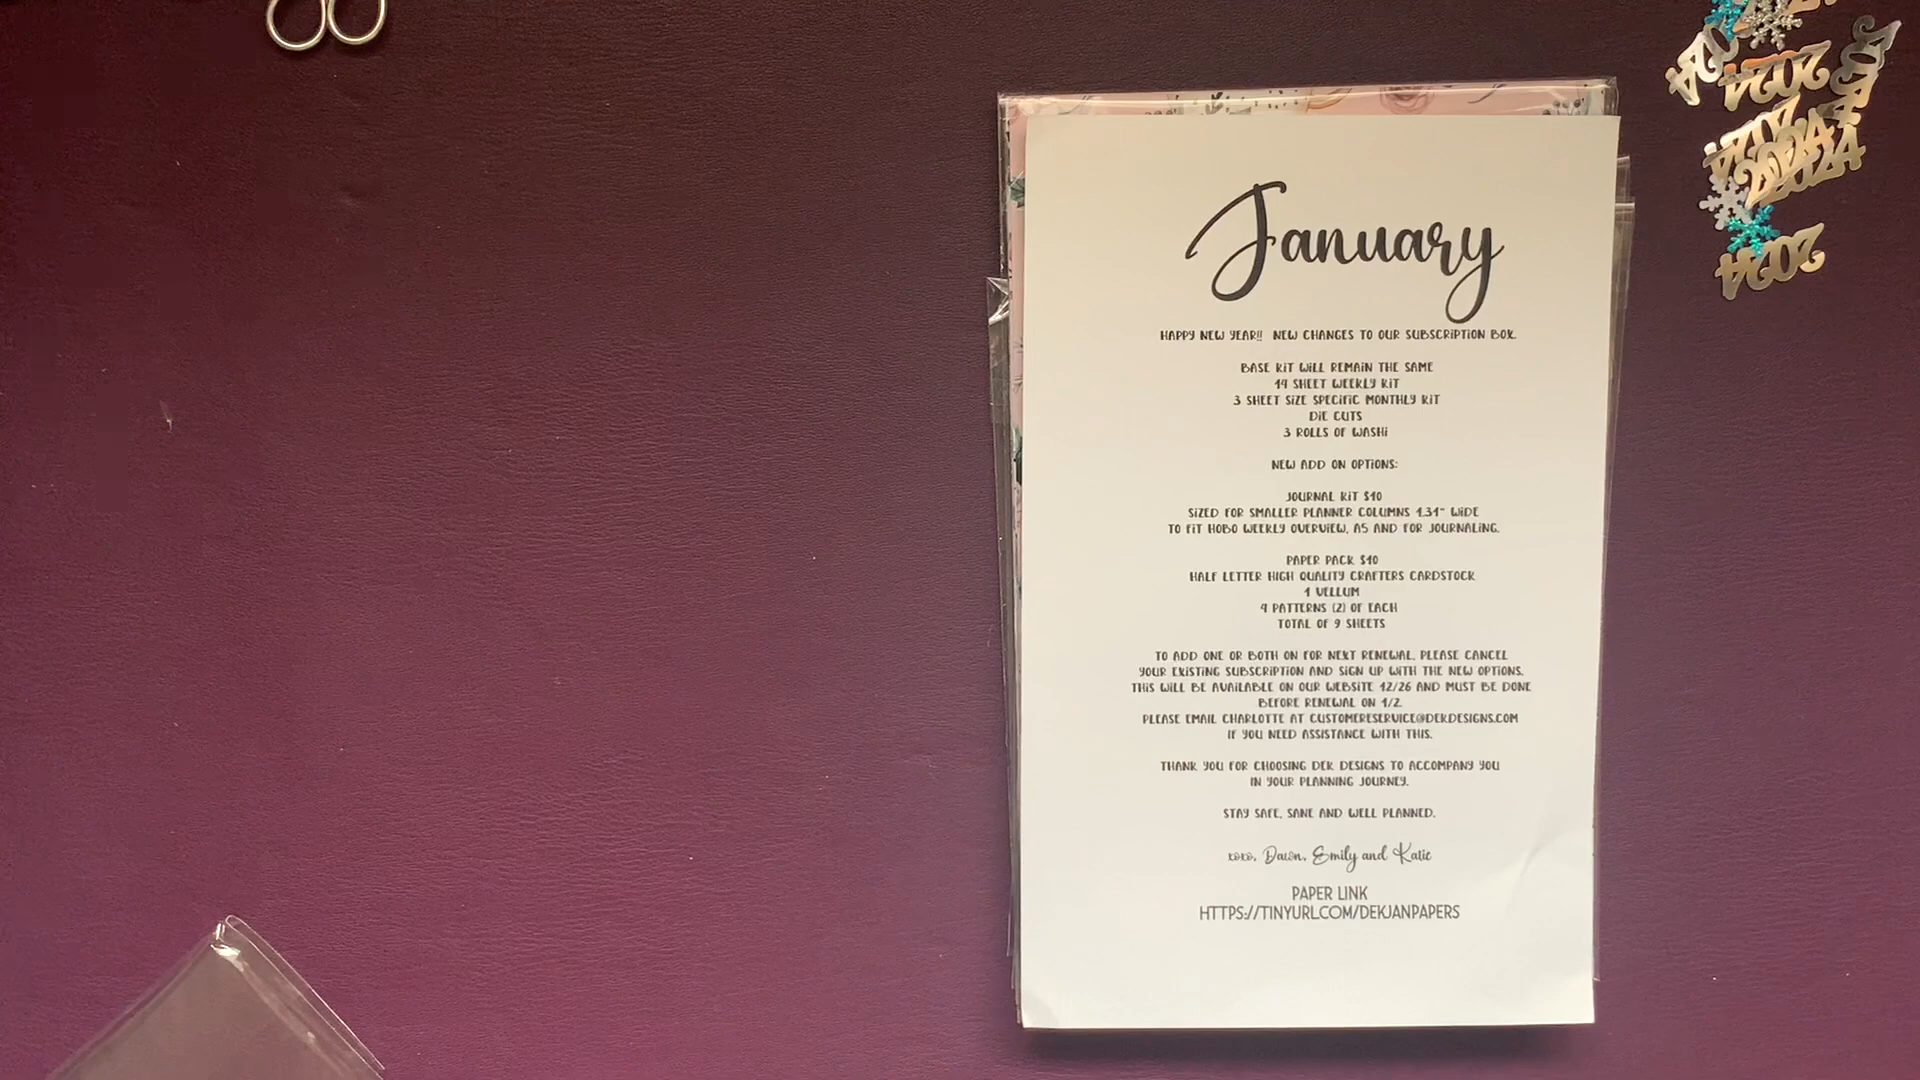 January
HAPPY NEW YEAR!! NEW CHANGES TO OUR SUBSCRIPTION BOX.
BASE KIT WILL REMAIN THE SAME
14 SHEET WEEKLY KIT
3 SHEET SIZE SPECIFIC MONTHLY KIT
DIE CUTS
3 ROLLS OF WASHI
NEW ADD ON OPTIONS:
JOURNAL KIT $10
SIZED FOR SMALLER PLANNER COLUMNS 1.31" WIDE
TO FIT HOBO WEEKLY OVERVIEW, A5 AND FOR JOURNALING.
PAPER PACK $10
HALF LETTER HIGH QUALITY CRAFTERS CARDSTOCK
1 VELLUM
4 PATTERNS (2) OF EACH
TOTAL OF 9 SHEETS
TO ADD ONE OR BOTH ON FOR NEXT RENEWAL, PLEASE CANCEL
YOUR EXISTING SUBSCRIPTION AND SIGN UP WITH THE NEW OPTIONS.
THIS WILL BE AVAILABLE ON OUR WEBSITE 12/26 AND MUST BE DONE
BEFORE RENEWAL ON 1/2.
PLEASE EMAIL CHARLOTTE AT CUSTOMERESERVICE@DEKDESIGNS.COM
IF YOU NEED ASSISTANCE WITH THIS.
THANK YOU FOR CHOOSING DEK DESIGNS TO ACCOMPANY YOU
IN YOUR PLANNING JOURNEY.
STAY SAFE, SANE AND WELL PLANNED.
xoxo, Dawn, Emily and Katie
PAPER LINK
HTTPS://TINYURL.COM/DEKJANPAPERS
2024
2024
2024
2024
2024